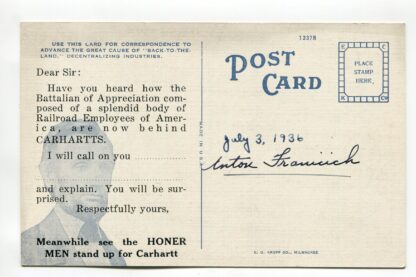 USE THIS CARD FOR CORRESPONDENCE TO
ADVANCE THE GREAT CAUSE OF "BACK-TO-THE-
LAND," DECENTRALIZING INDUSTRIES.
Dear Sir:
Have you heard how the
Battalion of Appreciation com-
posed of a splendid body of
Railroad Employees of Amer-
ica, are now behind
CARHARTTS.
I will call on you
and explain. You will be sur-
prised.
Respectfully yours,
Meanwhile see the HONER
MEN stand up for Carhartt
MADE IN U.S.A.
12378
POST
CARD
PLACE
STAMP
HERE
July 3, 1936
Anton
E. C. KROPP CO., MILWAUKEE